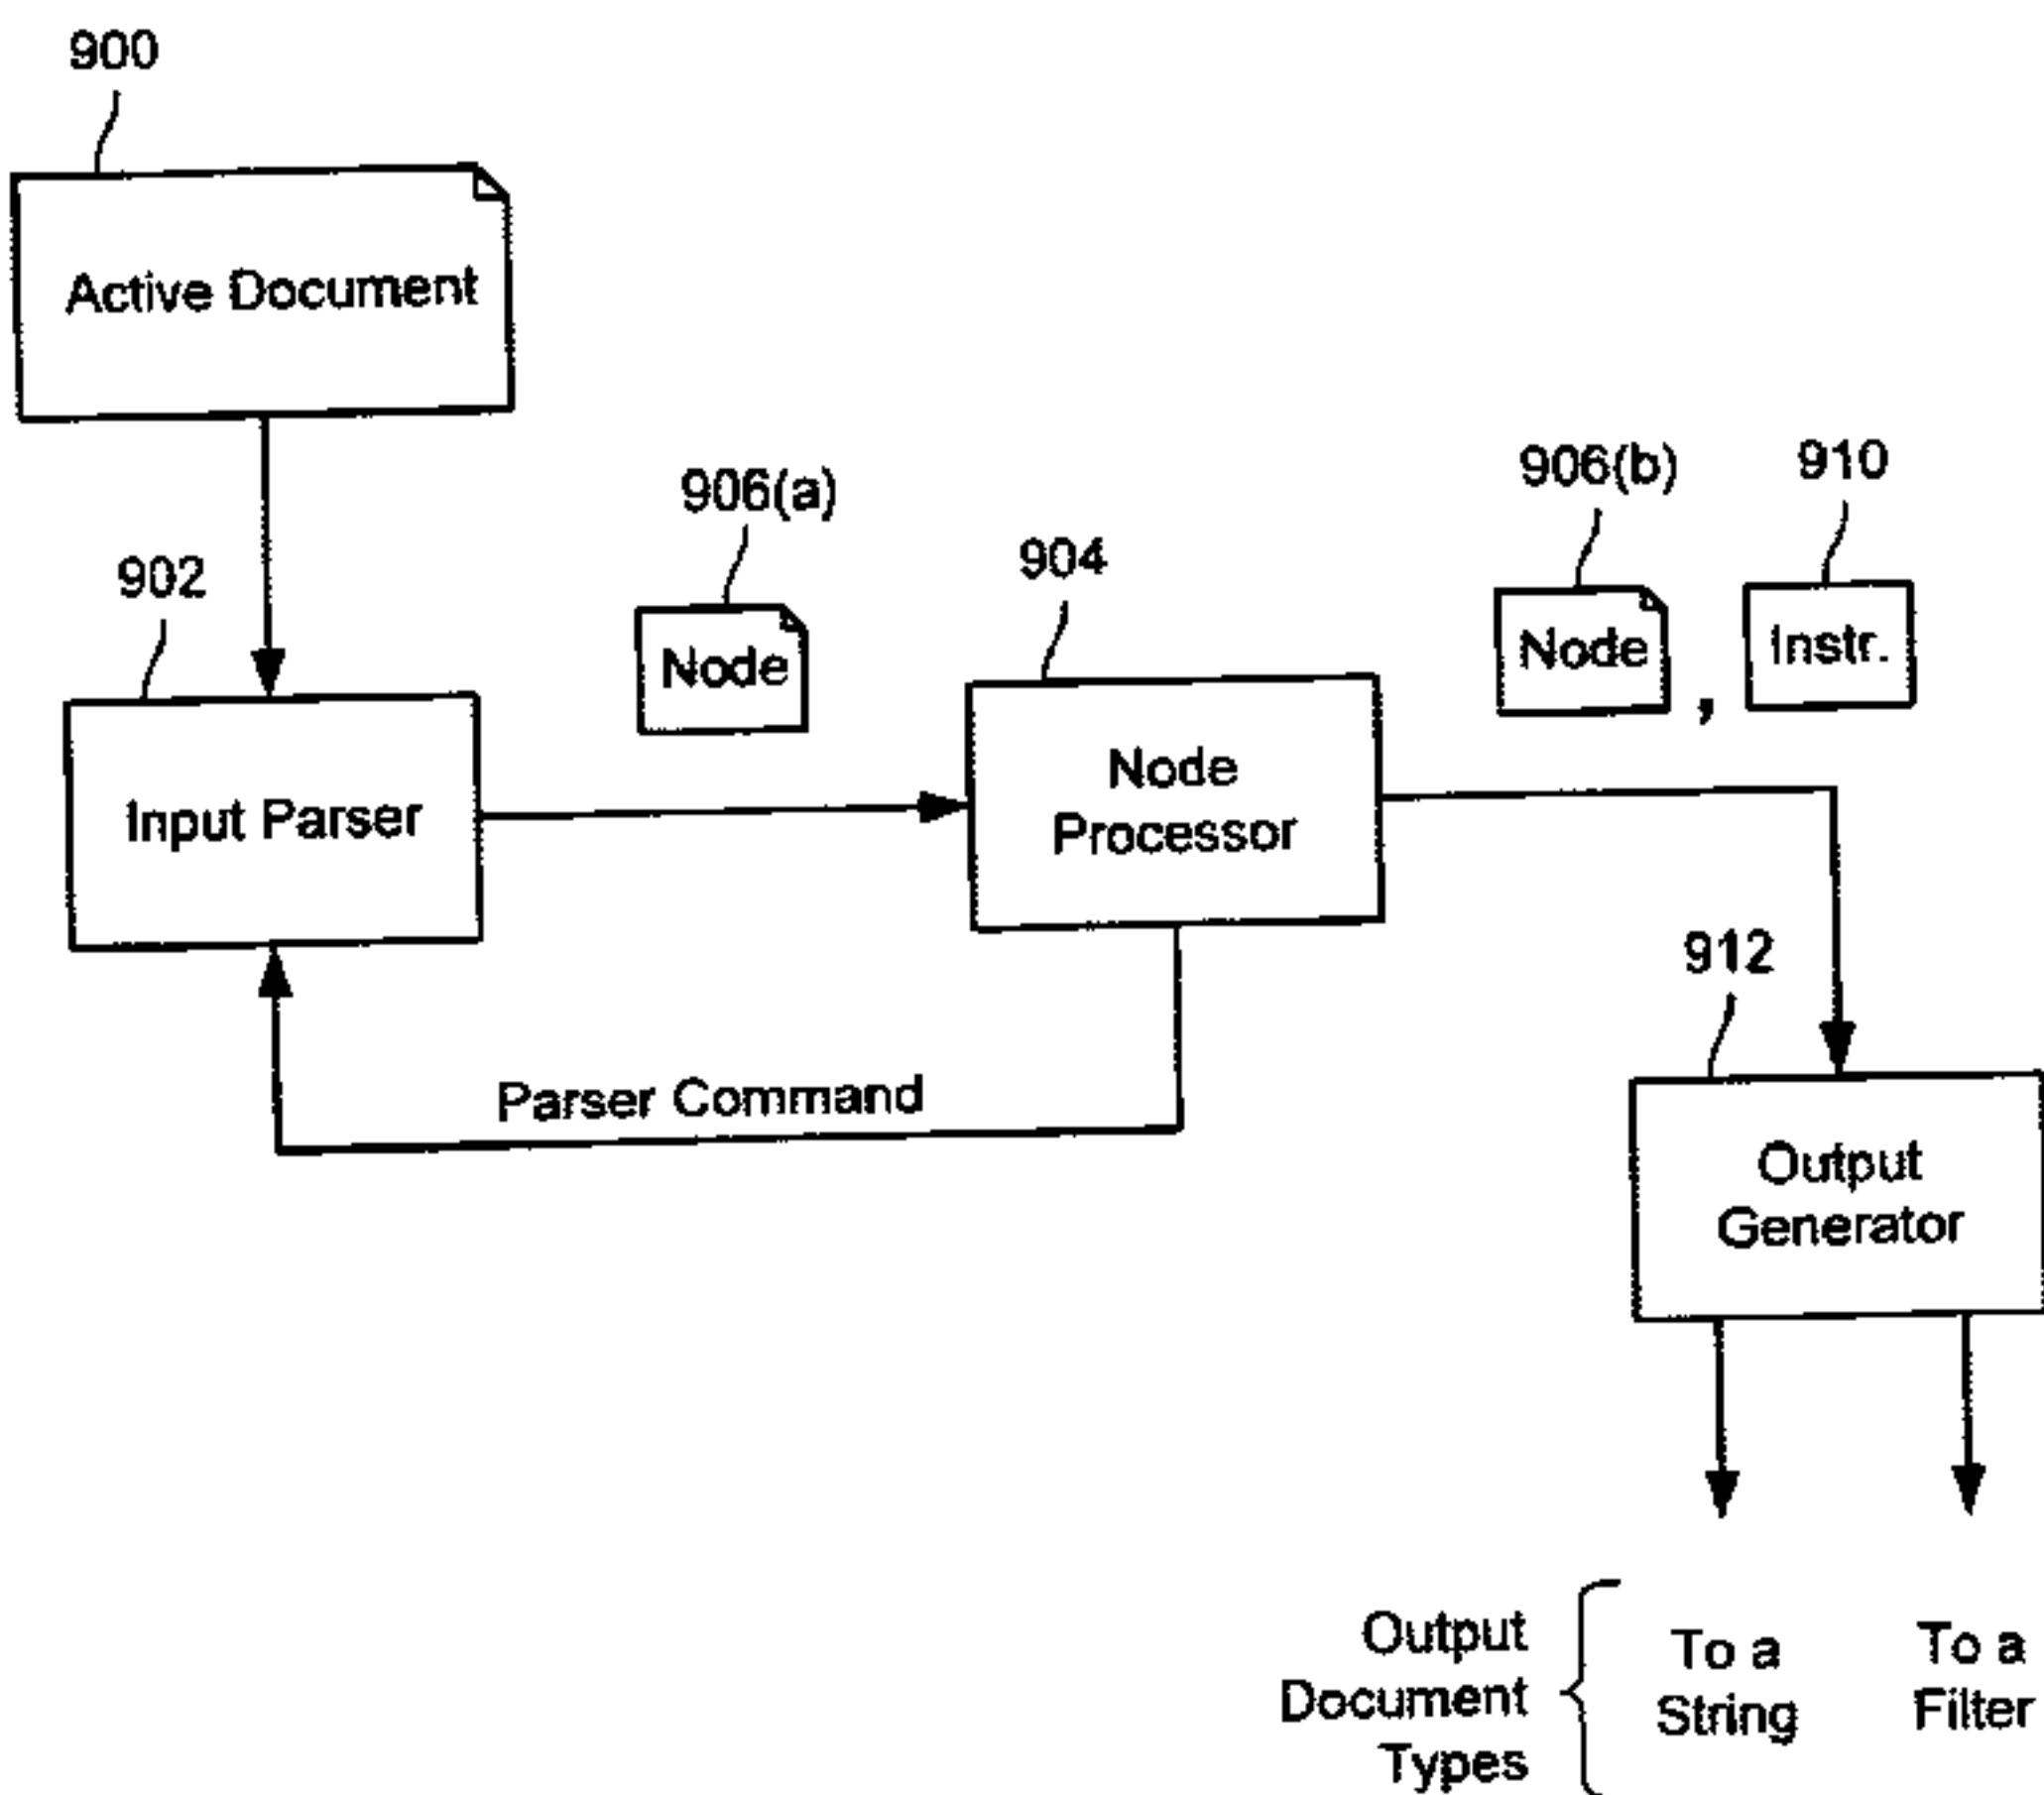 900
Active Document
906(a)
906(b)
910
902
904
Node
Node
,
Instr.
Input Parser
Node
Processor
912
Parser Command
Output
Generator
Output
Document
Types
To a
String
To a
Filter